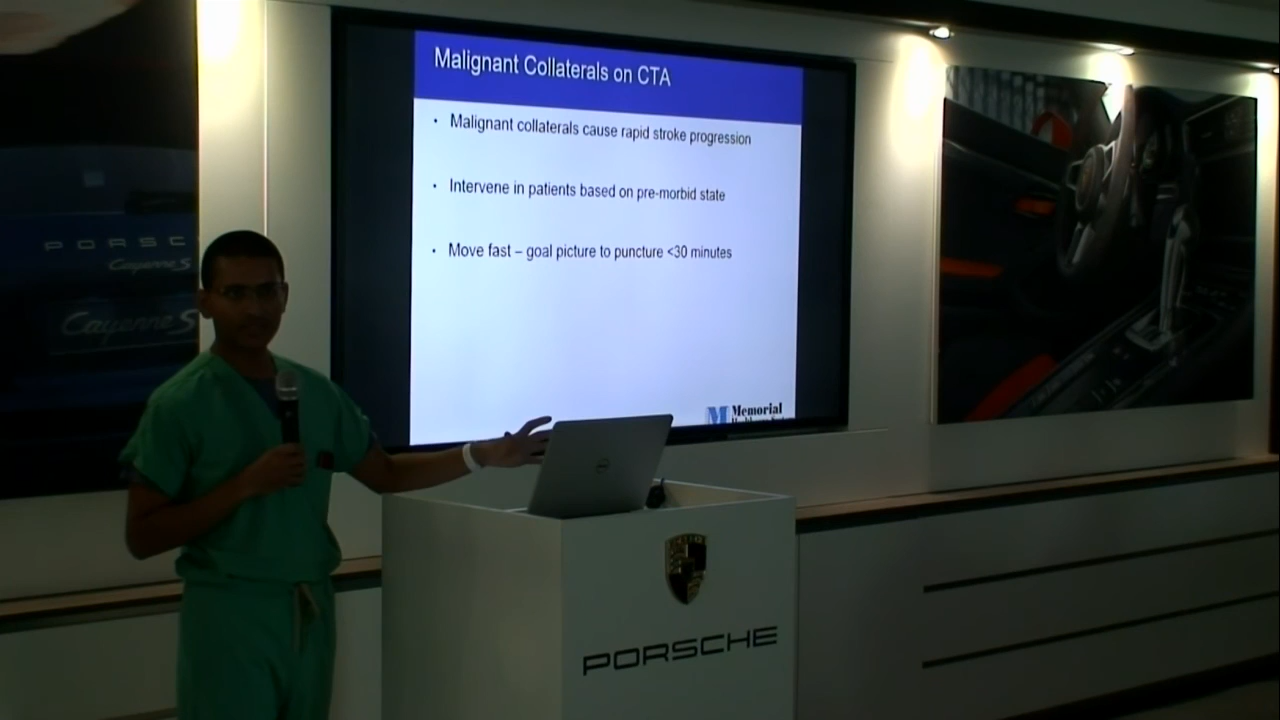 Malignant Collaterals on CTA
• Malignant collaterals cause rapid stroke progression
• Intervene in patients based on pre-morbid state
• Move fast – goal picture to puncture <30 minutes
Memorial
PORSC
Cayenne S
Cayenne S
PORSCHE